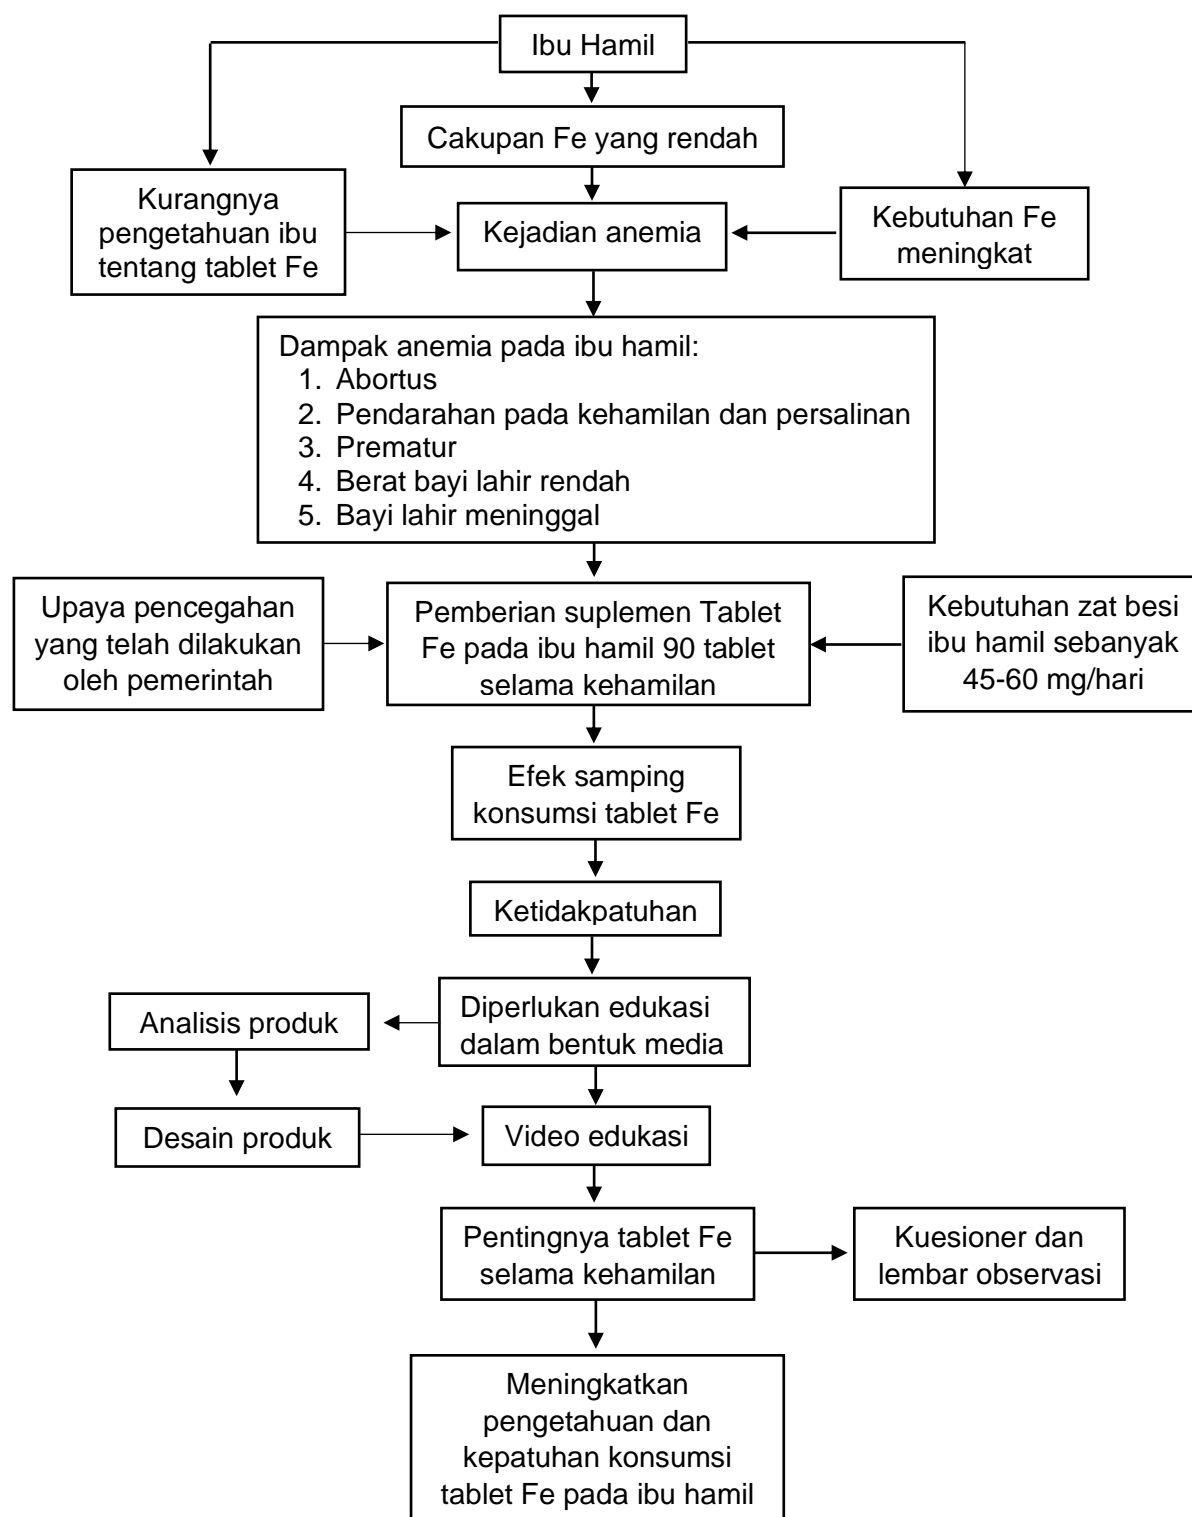 Ibu Hamil
Cakupan Fe yang rendah
Kurangnya
pengetahuan ibu
tentang tablet Fe
Kejadian anemia
Kebutuhan Fe
meningkat
Dampak anemia pada ibu hamil:
1. Abortus
2. Pendarahan pada kehamilan dan persalinan
3. Prematur
4. Berat bayi lahir rendah
5. Bayi lahir meninggal
Upaya pencegahan
yang telah dilakukan
oleh pemerintah
Pemberian suplemen Tablet
Fe pada ibu hamil 90 tablet
selama kehamilan
Kebutuhan zat besi
ibu hamil sebanyak
45-60 mg/hari
Efek samping
konsumsi tablet Fe
Ketidakpatuhan
Analisis produk
Diperlukan edukasi
dalam bentuk media
Desain produk
Video edukasi
Pentingnya tablet Fe
selama kehamilan
Kuesioner dan
lembar observasi
Meningkatkan
pengetahuan dan
kepatuhan konsumsi
tablet Fe pada ibu hamil